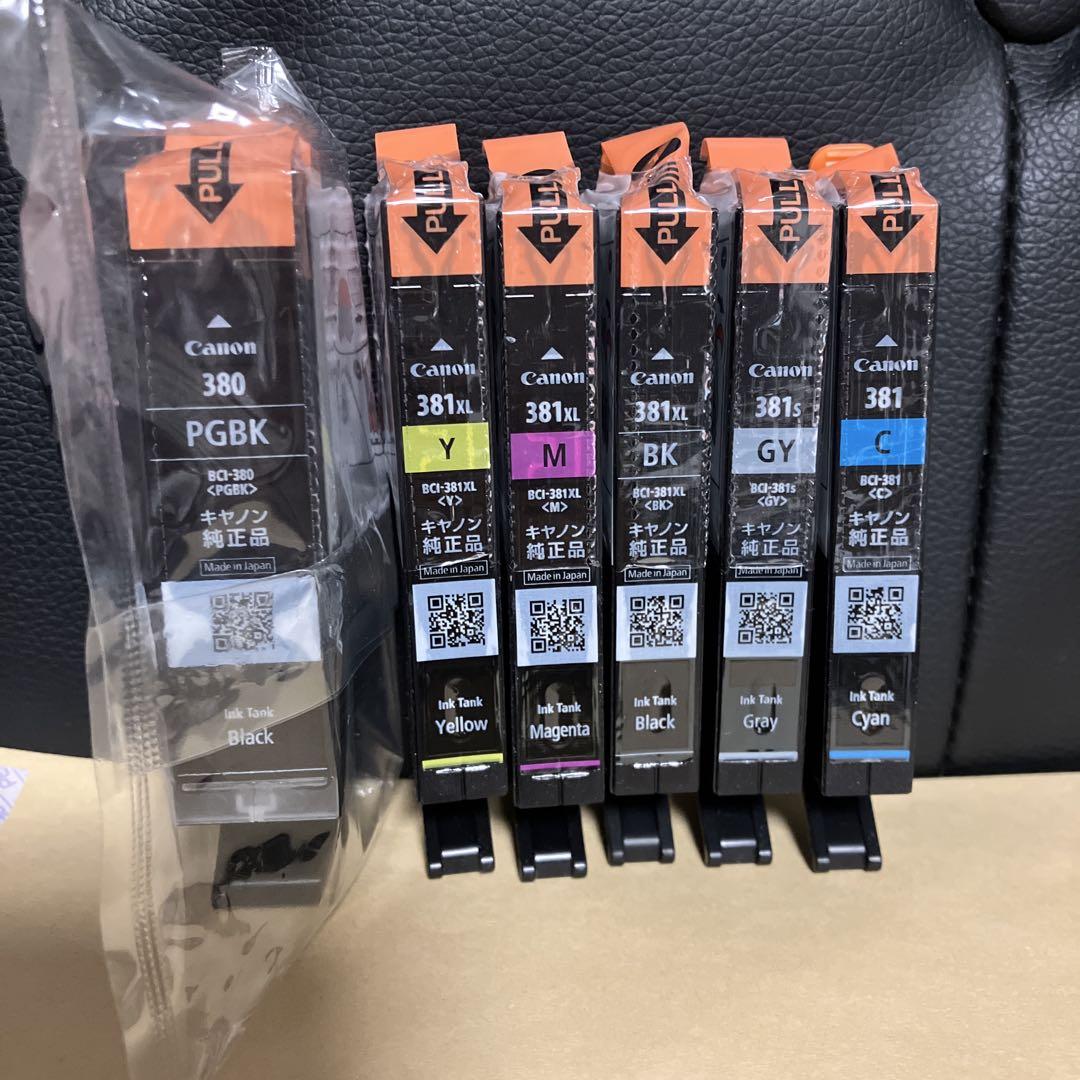 PULL
Canon
380
PGBK
BCI-380
<PGBK>
キヤノン
純正品
Made in Japan
Ink Tank
Black
PULL
Canon
381XL
Y
BCI-381XL
<Y>
キヤノン
純正品
Made in Japan
Ink Tank
Yellow
PULL
Canon
381XL
M
BCI-381XL
<M>
キヤノン
純正品
Made in Japan
Ink Tank
Magenta
PULL
Canon
381XL
BK
BCI-381XL
<BK>
キヤノン
純正品
Made in Japan
Ink Tank
Black
PULL
Canon
381s
GY
BCI-381s
<GY>
キヤノン
純正品
Made in Japan
Ink Tank
Gray
PULL
Canon
381
C
BCI-381
<C>
キヤノン
純正品
Made in Japan
Ink Tank
Cyan